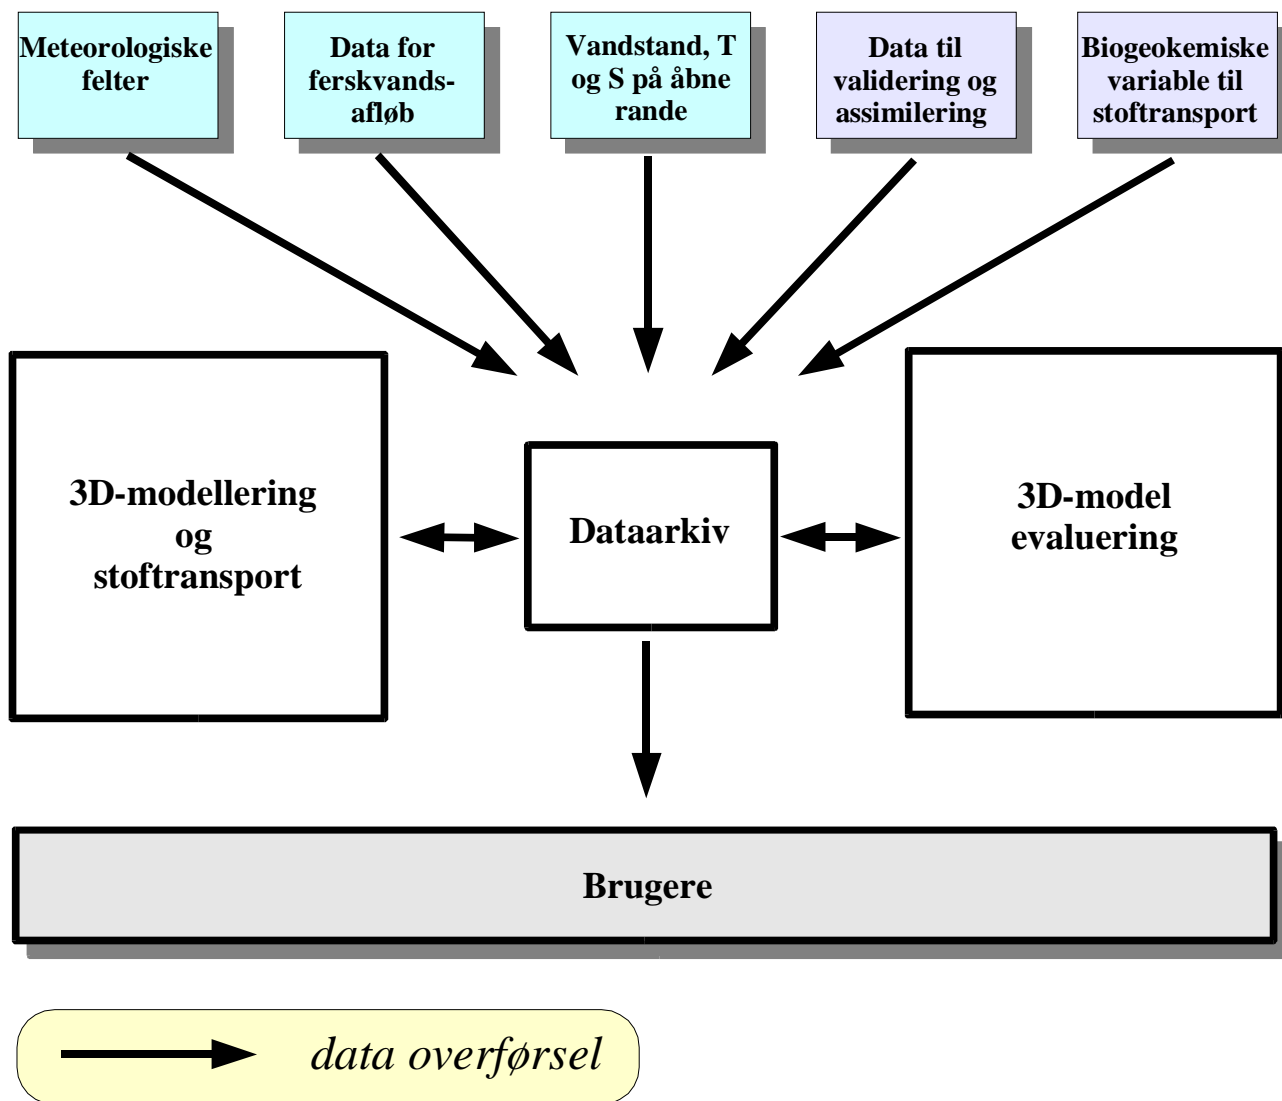 Meteorologiske
felter
Data for
ferskvands-
afløb
Vandstand, T
og S på åbne
rande
Data til
validering og
assimilering
Biogeokemiske
variable til
stoftransport
3D-modellering
og
stoftransport
Dataarkiv
3D-model
evaluering
Brugere
data overførsel